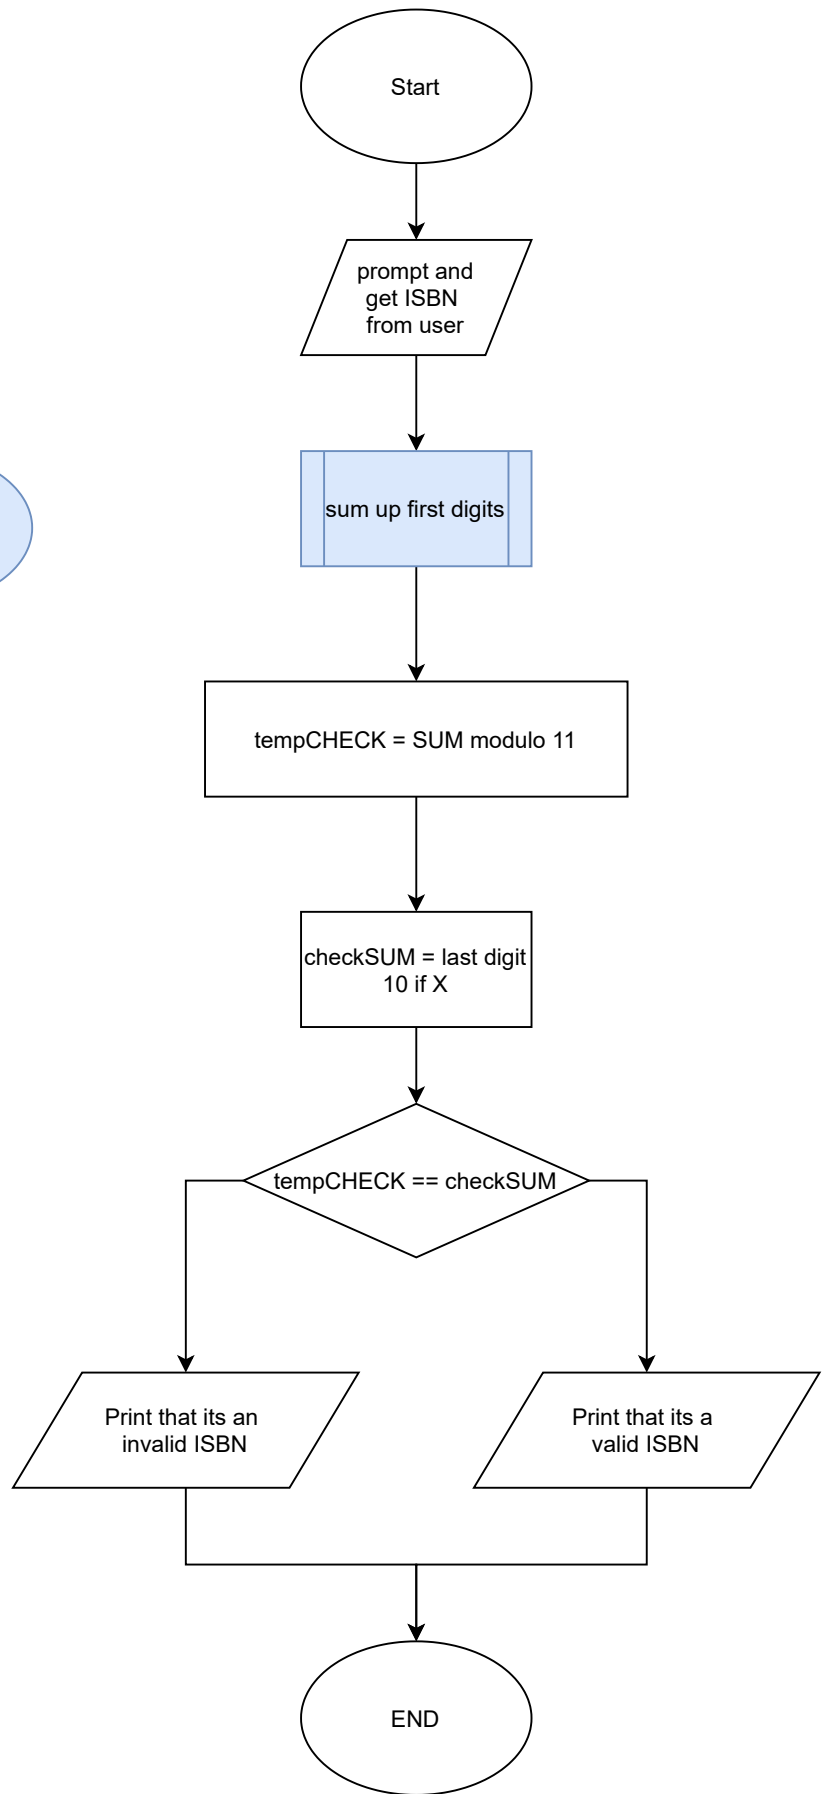 Start
prompt and
get ISBN
from user
sum up first digits
tempCHECK = SUM modulo 11
checkSUM = last digit
10 if X
tempCHECK == checkSUM
Print that its an
invalid ISBN
Print that its a
valid ISBN
END